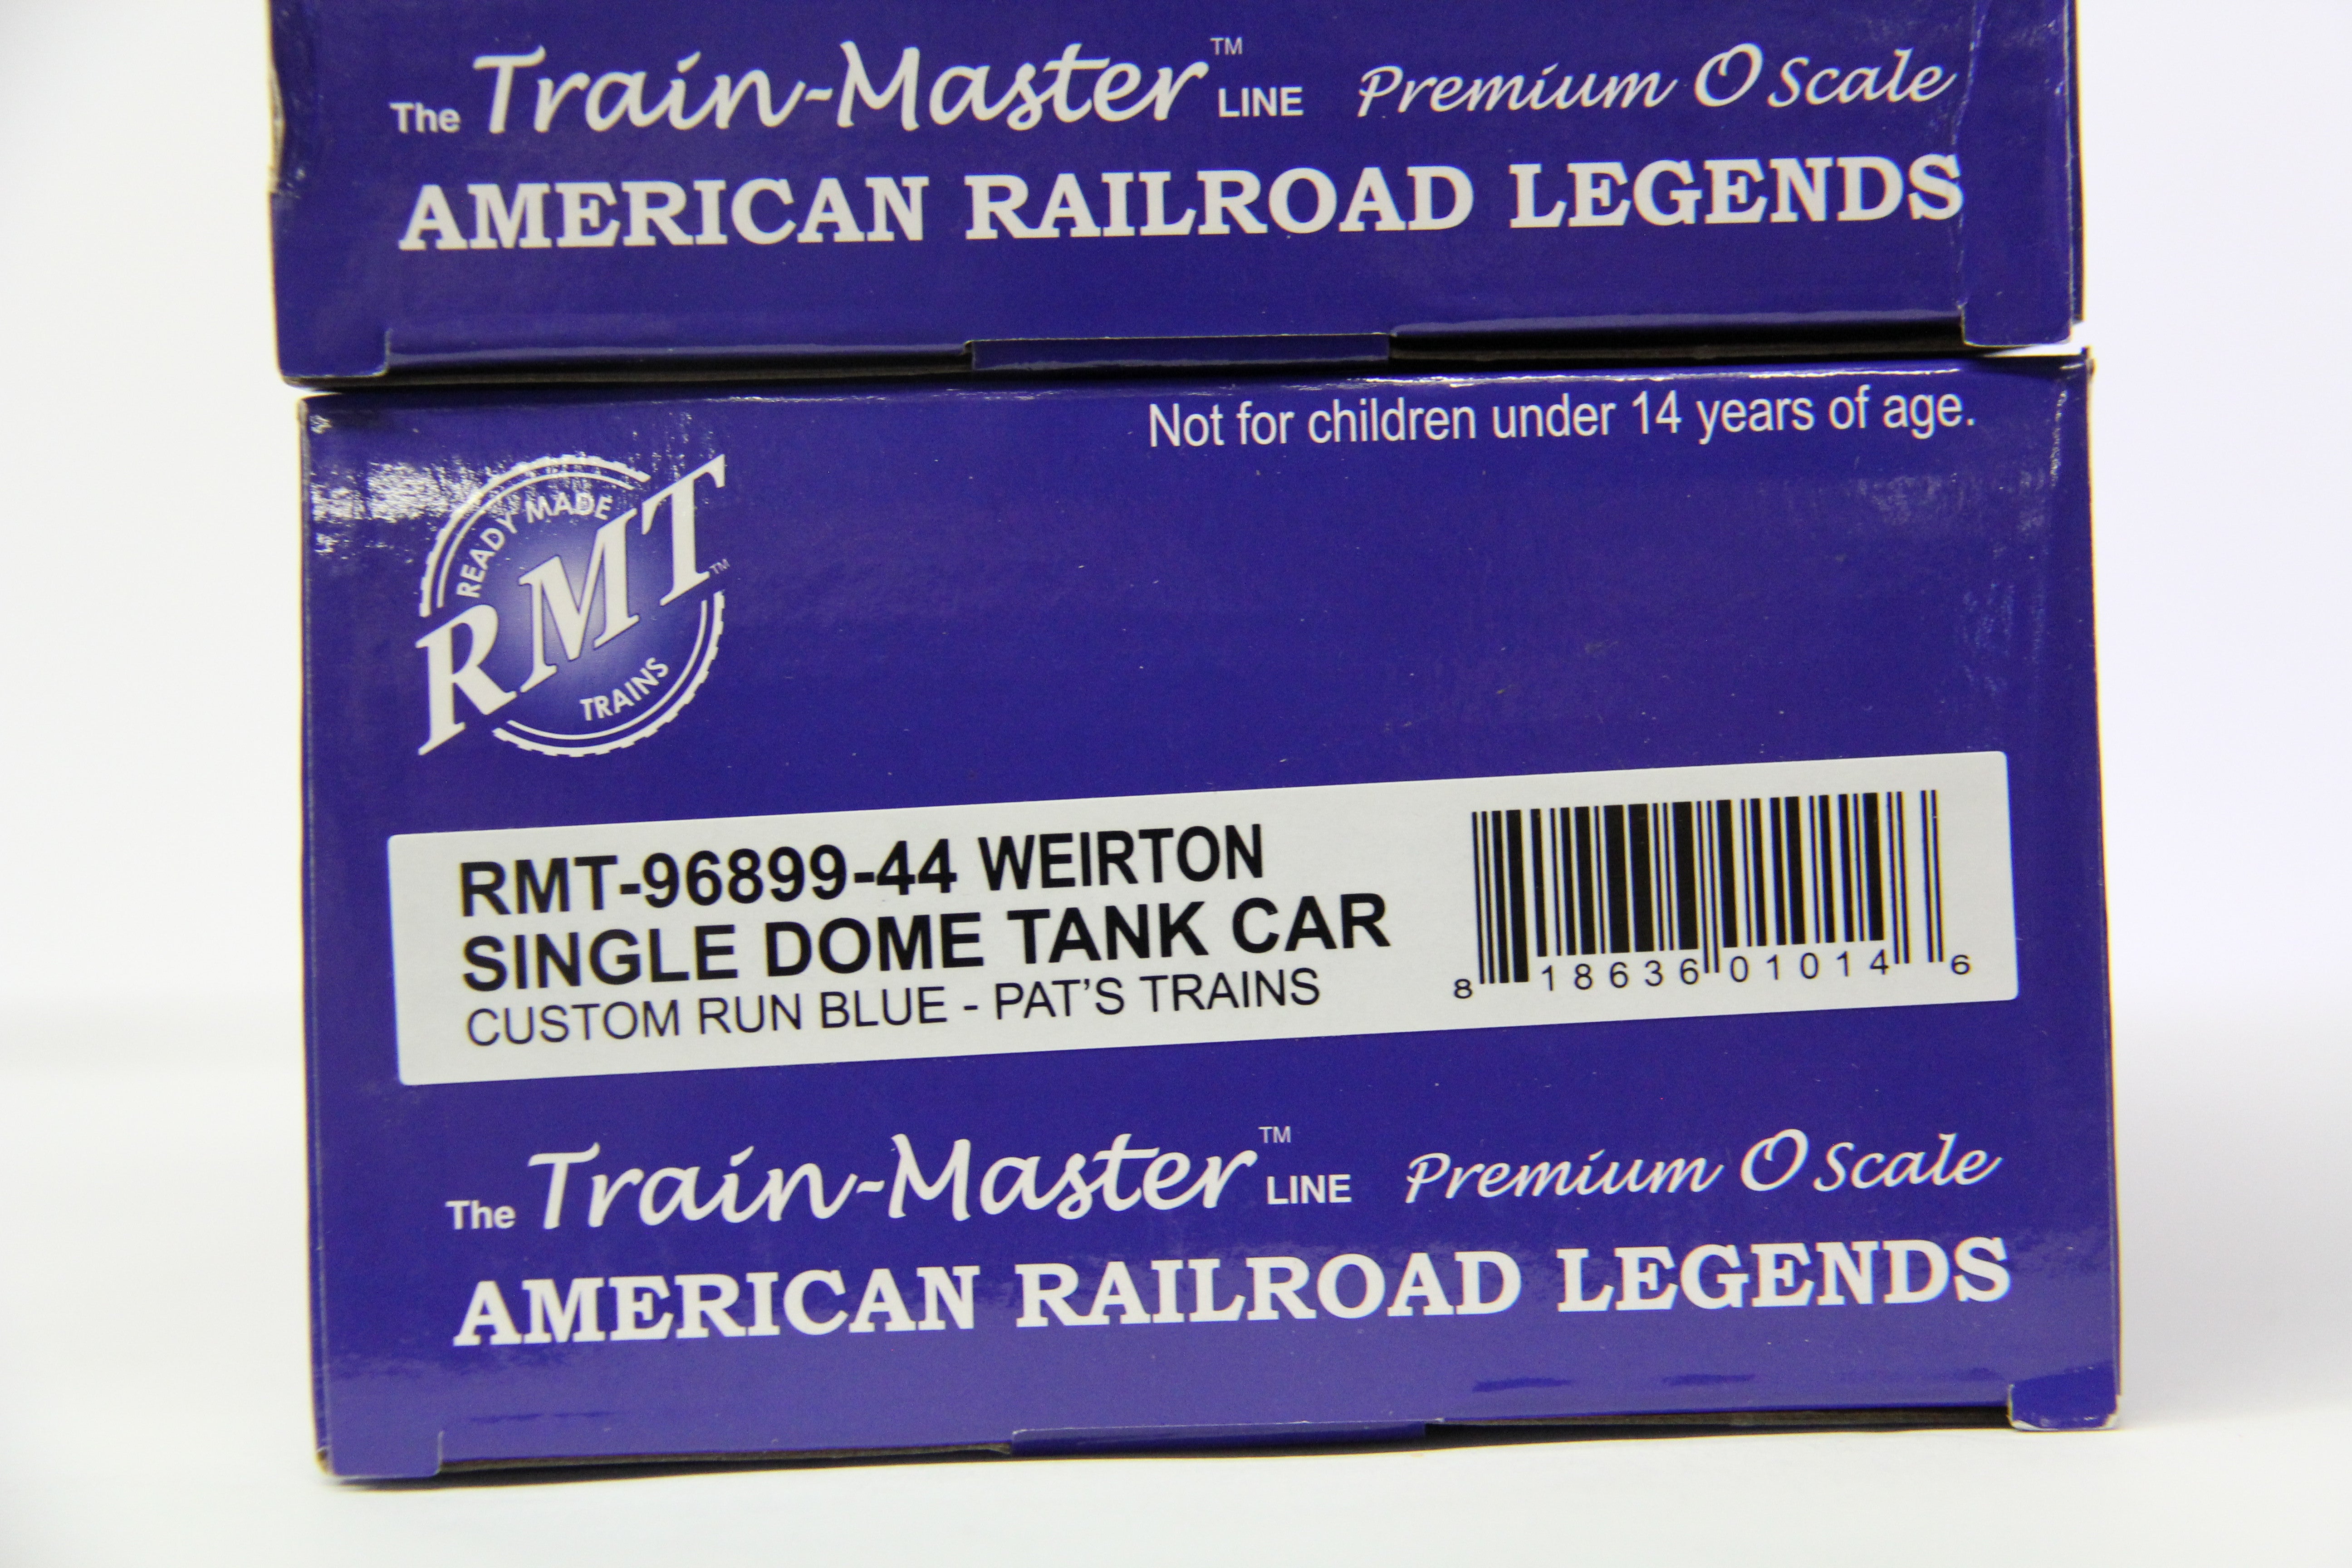 The Train-Master™ LINE Premium O Scale
AMERICAN RAILROAD LEGENDS
Not for children under 14 years of age.
READY MADE
RMT™
TRAINS
RMT-96899-44 WEIRTON
SINGLE DOME TANK CAR
CUSTOM RUN BLUE - PAT'S TRAINS
8 18636 01014 6
The Train-Master™ LINE Premium O Scale
AMERICAN RAILROAD LEGENDS